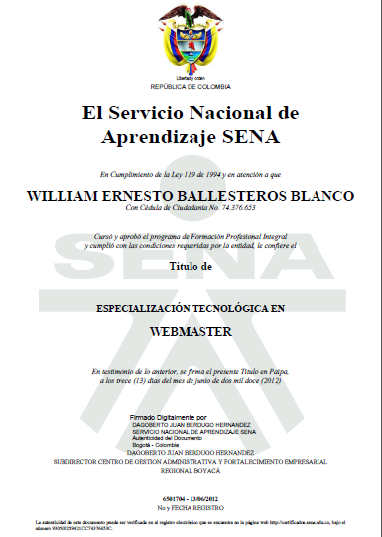 Libertad y orden
REPÚBLICA DE COLOMBIA
El Servicio Nacional de
Aprendizaje SENA
En Cumplimiento de la Ley 119 de 1994 y en atención a que
WILLIAM ERNESTO BALLESTEROS BLANCO
Con Cédula de Ciudadania No. 74.376.653
Cursó y aprobó el programa de Formación Profesional Integral
y cumplió con las condiciones requeridas por la entidad, le confiere el
SENA
Título de
ESPECIALIZACIÓN TECNOLÓGICA EN
WEBMASTER
En testimonio de lo anterior, se firma el presente Título en Paipa,
a los trece (13) días del mes de junio de dos mil doce (2012)
Firmado Digitalmente por
DAGOBERTO JUAN BERDUGO HERNANDEZ
SERVICIO NACIONAL DE APRENDIZAJE SENA
Autenticidad del Documento
Bogotá - Colombia
DAGOBERTO JUAN BERDUGO HERNANDEZ
SUBDIRECTOR CENTRO DE GESTION ADMINISTRATIVA Y FORTALECIMIENTO EMPRESARIAL
REGIONAL BOYACÁ
6501704 - 13/06/2012
No y FECHA REGISTRO
La autenticidad de este documento puede ser verificada en el registro electrónico que se encuentra en la página web http://certificados.sena.edu.co, bajo el
número